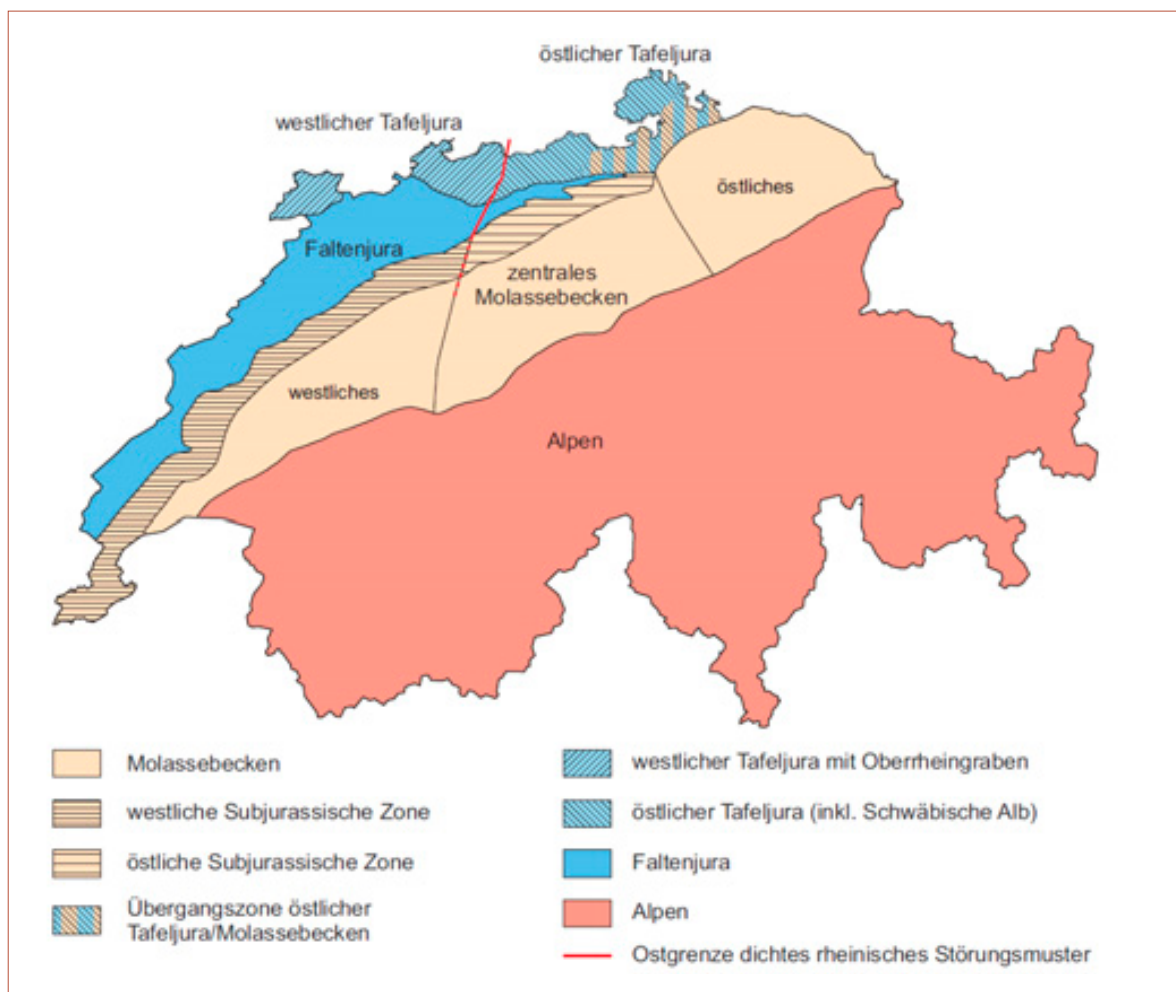 östlicher Tafeljura
westlicher Tafeljura
östliches
Faltenjura
zentrales
Molassebecken
westliches
Alpen
Molassebecken
westliche Subjurassische Zone
östliche Subjurassische Zone
Übergangszone östlicher
Tafeljura/Molassebecken
westlicher Tafeljura mit Oberrheingraben
östlicher Tafeljura (inkl. Schwäbische Alb)
Faltenjura
Alpen
Ostgrenze dichtes rheinisches Störungsmuster